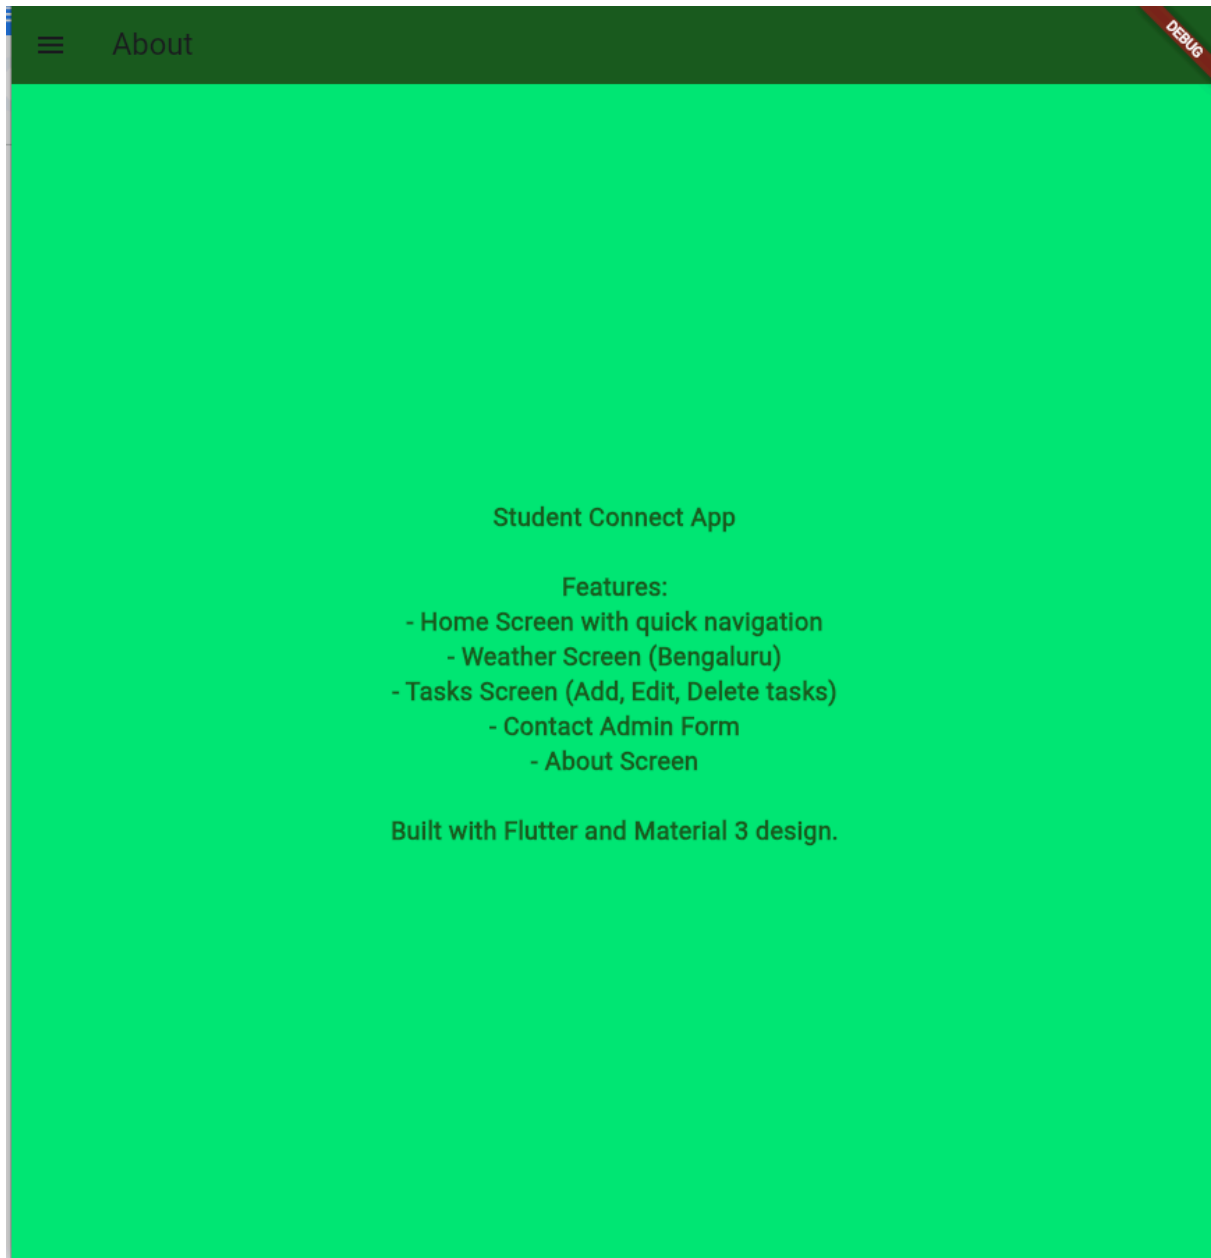 About
DEBUG
Student Connect App
Features:
- Home Screen with quick navigation
- Weather Screen (Bengaluru)
- Tasks Screen (Add, Edit, Delete tasks)
- Contact Admin Form
- About Screen
Built with Flutter and Material 3 design.